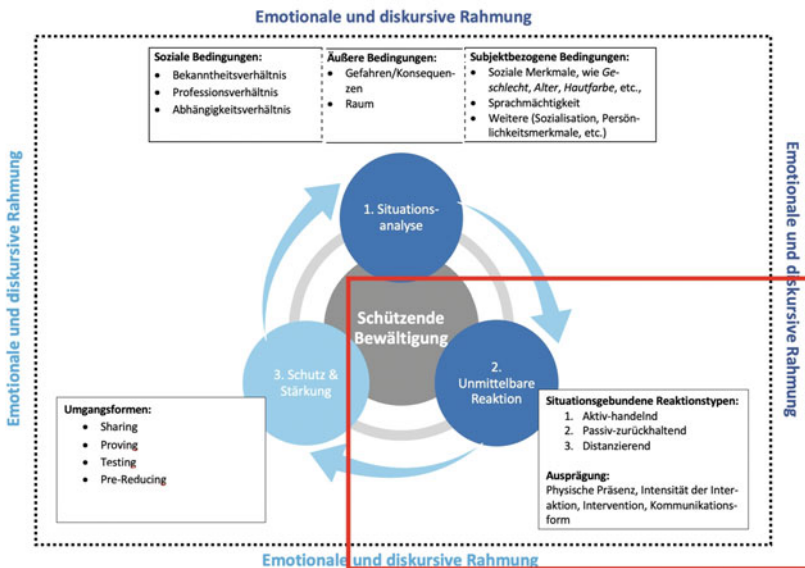 Emotionale und diskursive Rahmung
Soziale Bedingungen:
• Bekanntheitsverhältnis
• Professionsverhältnis
• Abhängigkeitsverhältnis
Äußere Bedingungen:
• Gefahren/Konsequen-
zen
• Raum
Subjektbezogene Bedingungen:
• Soziale Merkmale, wie Ge-
schlecht, Alter, Hautfarbe, etc.,
• Sprachmächtigkeit
• Weitere (Sozialisation, Persön-
lichkeitsmerkmale, etc.)
Emotionale und diskursive Rahmung
Emotionale und diskursive Rahmung
1. Situations-
analyse
Schützende
Bewältigung
3. Schutz &
Stärkung
2.
Unmittelbare
Reaktion
Umgangsformen:
• Sharing
• Proving
• Testing
• Pre-Reducing
Situationsgebundene Reaktionstypen:
1. Aktiv-handelnd
2. Passiv-zurückhaltend
3. Distanzierend
Ausprägung:
Physische Präsenz, Intensität der Inter-
aktion, Intervention, Kommunikations-
form
Emotionale und diskursive Rahmung